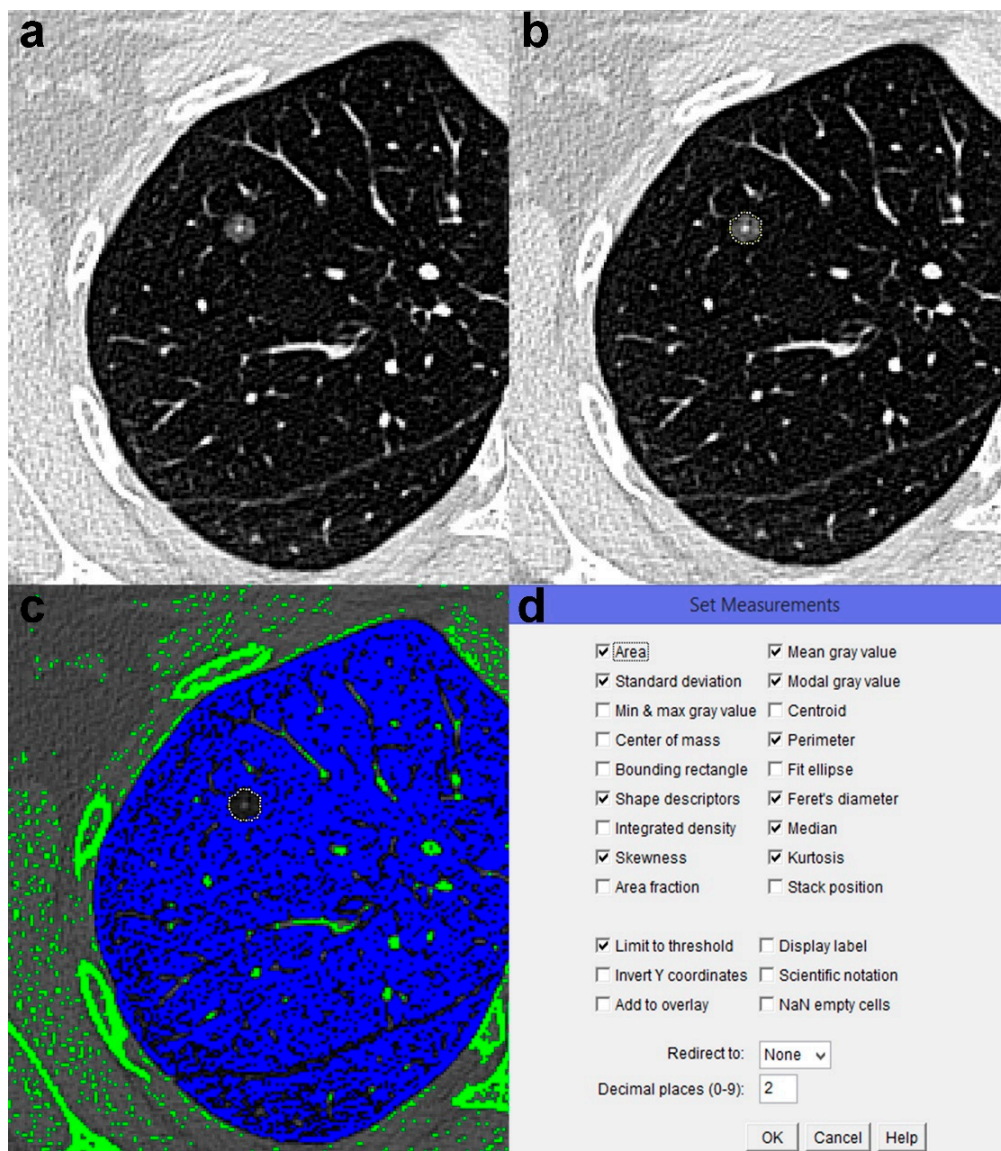 a
b
c
d
Set Measurements
Area
Mean gray value
Standard deviation
Modal gray value
Min & max gray value
Centroid
Center of mass
Perimeter
Bounding rectangle
Fit ellipse
Shape descriptors
Feret's diameter
Integrated density
Median
Skewness
Kurtosis
Area fraction
Stack position
Limit to threshold
Display label
Invert Y coordinates
Scientific notation
Add to overlay
NaN empty cells
Redirect to: None
Decimal places (0-9): 2
OK Cancel Help